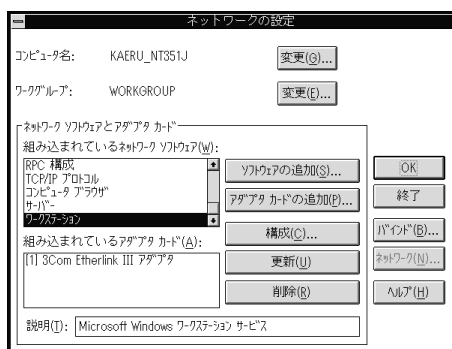 ネットワークの設定
コンピュータ名: KAERU_NT351J 変更(G)...
ワークグループ: WORKGROUP 変更(E)...
ネットワーク ソフトウェアとアダプタ カード
組み込まれているネットワーク ソフトウェア(W):
RPC 構成
TCP/IP プロトコル
コンピュータ ブラウザ
サーバー
ワークステーション
組み込まれているアダプタ カード(A):
[1] 3Com Etherlink III アダプタ
ソフトウェアの追加(S)...
アダプタ カードの追加(P)...
構成(C)...
更新(U)
削除(R)
OK
終了
バインド(B)...
ネットワーク(N)...
ヘルプ(H)
説明(T): Microsoft Windows ワークステーション サービス